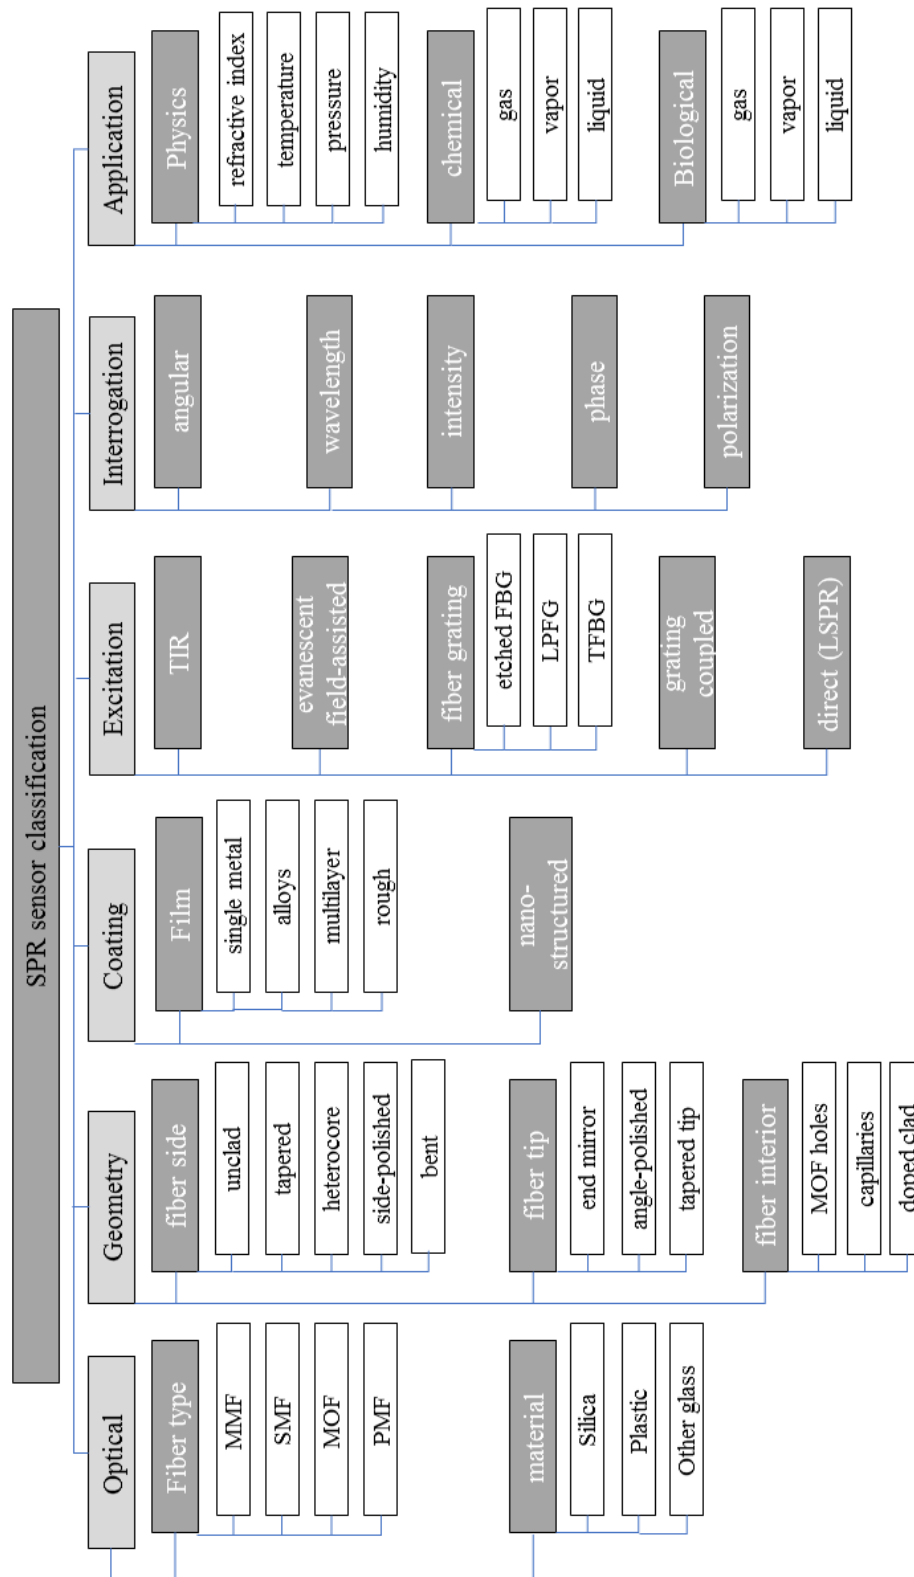 SPR sensor classification
Optical
Fiber type
MMF
SMF
MOF
PMF
material
Silica
Plastic
Other glass
Geometry
fiber side
unclad
tapered
heterocore
side-polished
bent
fiber tip
end mirror
angle-polished
tapered tip
fiber interior
MOF holes
capillaries
doped clad
Coating
Film
single metal
alloys
multilayer
rough
nano-
structured
Excitation
TIR
evanescent
field-assisted
fiber grating
etched FBG
LPFG
TFBG
grating
coupled
direct (LSPR)
Interrogation
angular
wavelength
intensity
phase
polarization
Application
Physics
refractive index
temperature
pressure
humidity
chemical
gas
vapor
liquid
Biological
gas
vapor
liquid